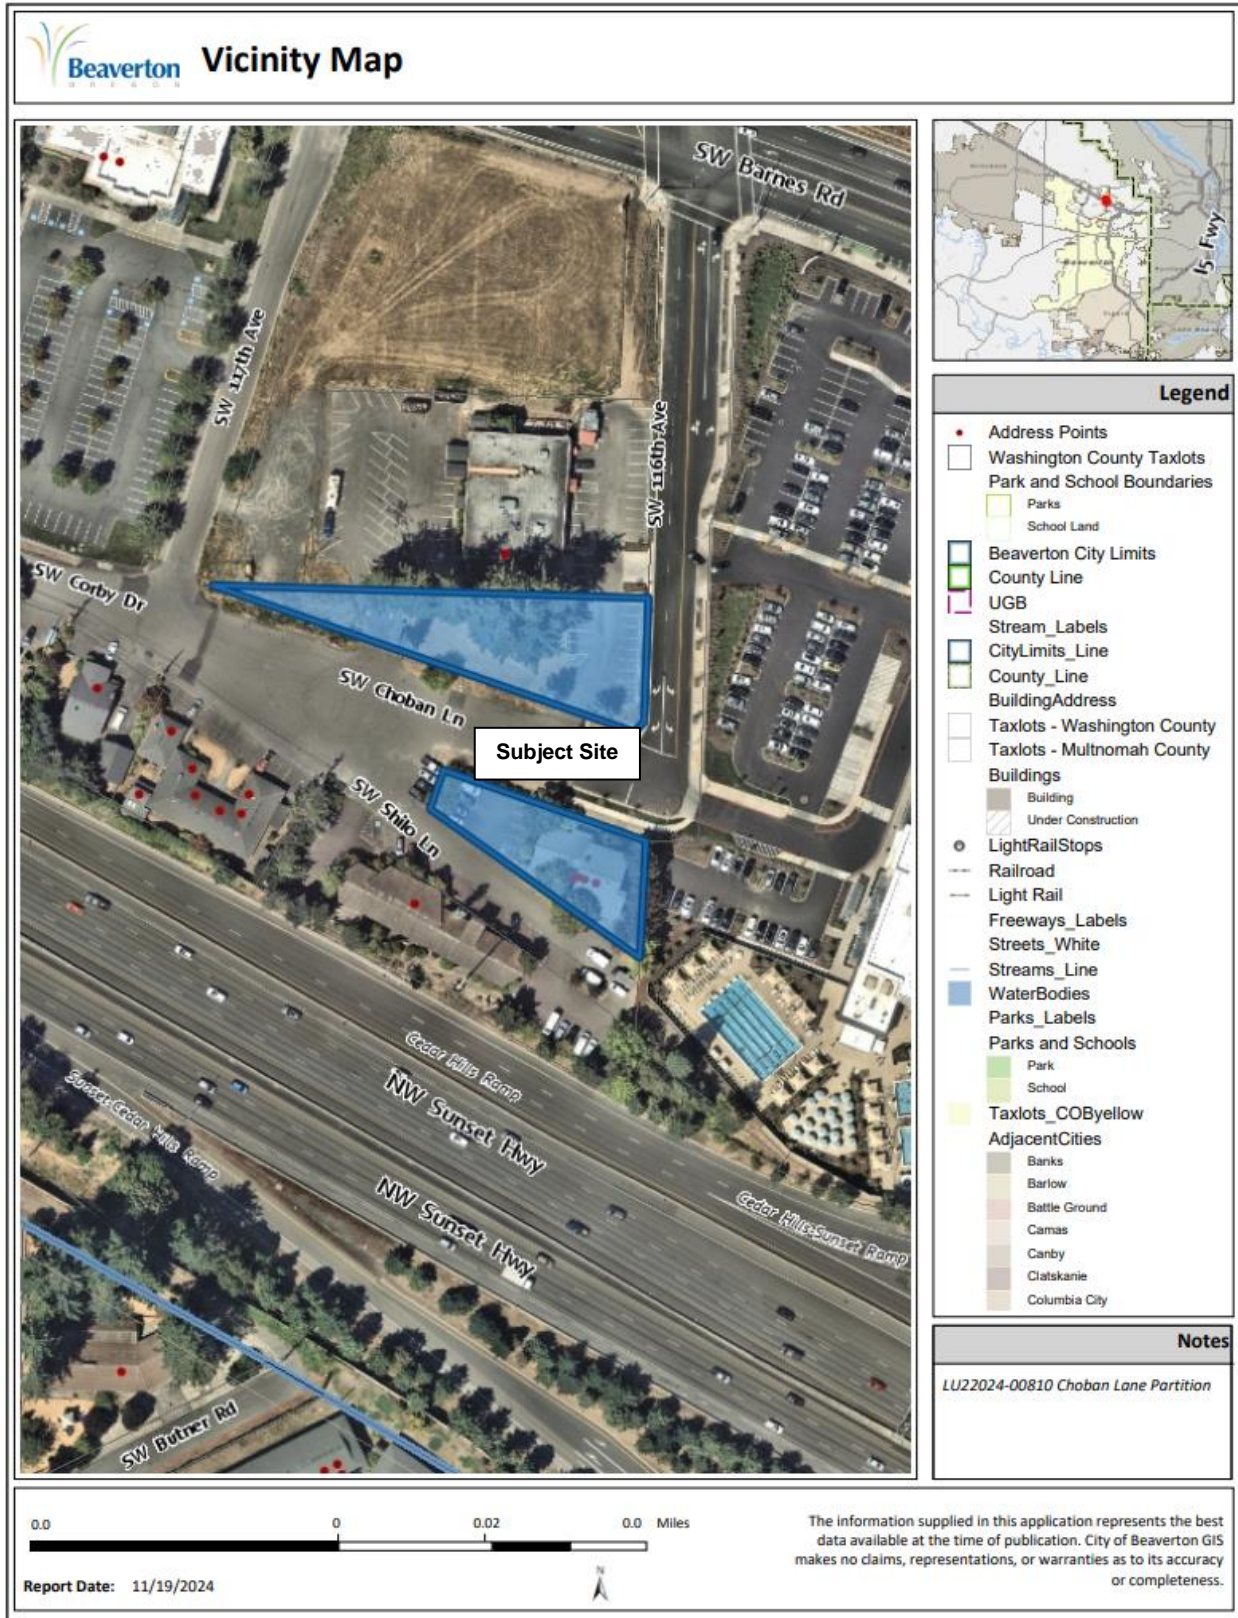 Beaverton
OREGON
Vicinity Map
SW Barnes Rd
SW 117th Ave
SW 116th Ave
SW Corby Dr
SW Choban Ln
Subject Site
SW Shilo Ln
Cedar Hills Ramp
NW Sunset Hwy
Sunset-Cedar Hills Ramp
NW Sunset Hwy
Cedar Hills-Sunset Ramp
SW Butner Rd
I5 Fwy
Legend
Address Points
Washington County Taxlots
Park and School Boundaries
Parks
School Land
Beaverton City Limits
County Line
UGB
Stream_Labels
CityLimits_Line
County_Line
BuildingAddress
Taxlots - Washington County
Taxlots - Multnomah County
Buildings
Building
Under Construction
LightRailStops
Railroad
Light Rail
Freeways_Labels
Streets_White
Streams_Line
WaterBodies
Parks_Labels
Parks and Schools
Park
School
Taxlots_COByellow
AdjacentCities
Banks
Barlow
Battle Ground
Camas
Canby
Clatskanie
Columbia City
Notes
LU22024-00810 Choban Lane Partition
0.0 0 0.02 0.0 Miles
Report Date: 11/19/2024
N
The information supplied in this application represents the best
data available at the time of publication. City of Beaverton GIS
makes no claims, representations, or warranties as to its accuracy
or completeness.